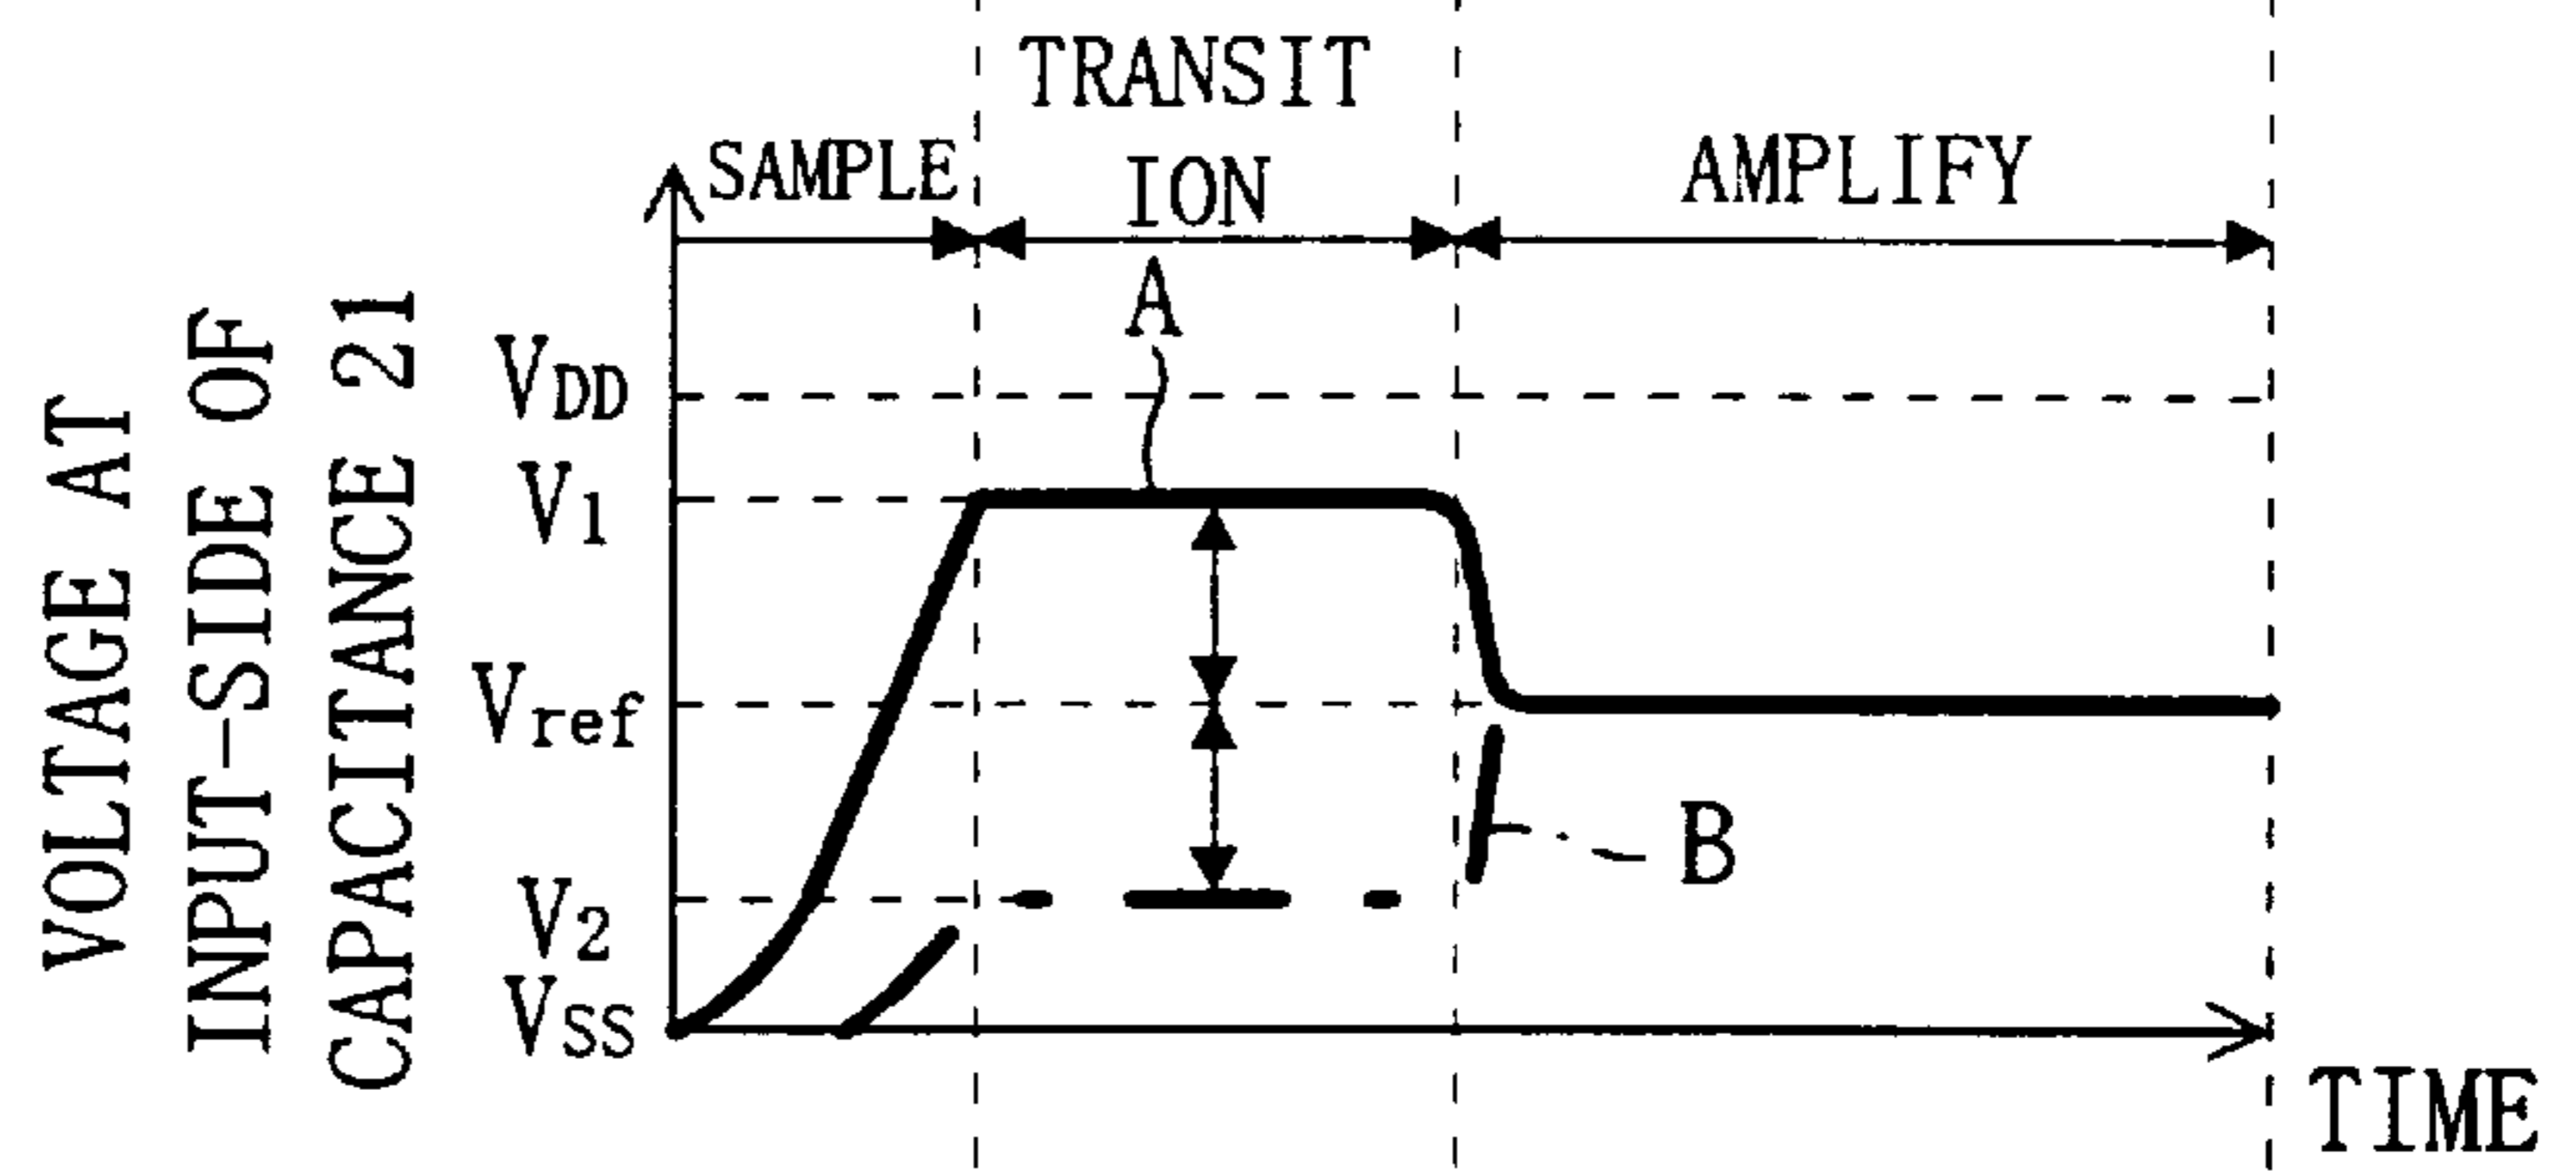 TRANSIT
ION
SAMPLE
AMPLIFY
A
VOLTAGE AT
INPUT-SIDE OF
CAPACITANCE 21
VDD
V1
Vref
V2
VSS
B
TIME